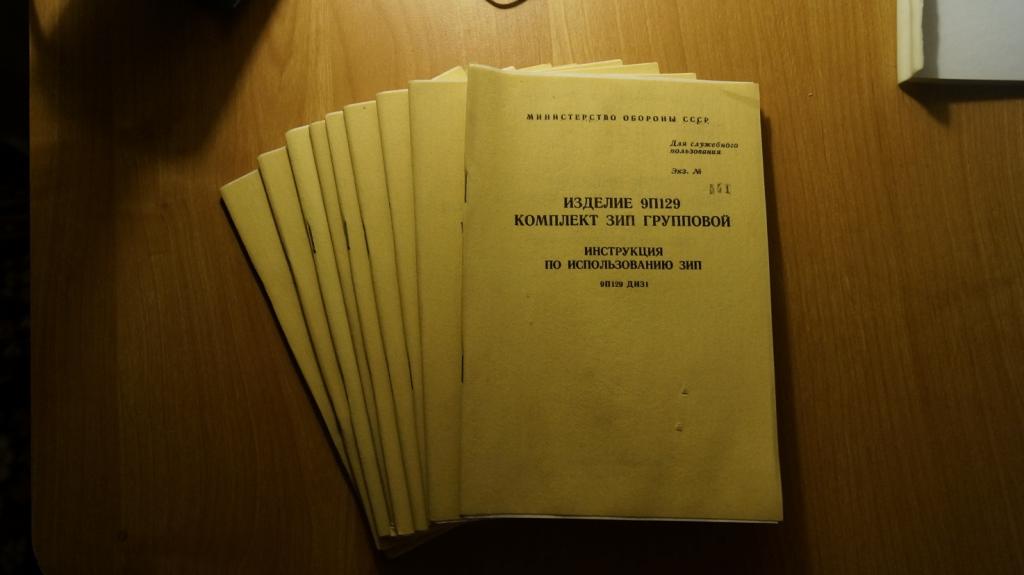 МИНИСТЕРСТВО ОБОРОНЫ СССР
Для служебного
пользования
Экз. №
ИЗДЕЛИЕ 9П129
КОМПЛЕКТ ЗИП ГРУППОВОЙ
ИНСТРУКЦИЯ
ПО ИСПОЛЬЗОВАНИЮ ЗИП
9П129 ДИ31